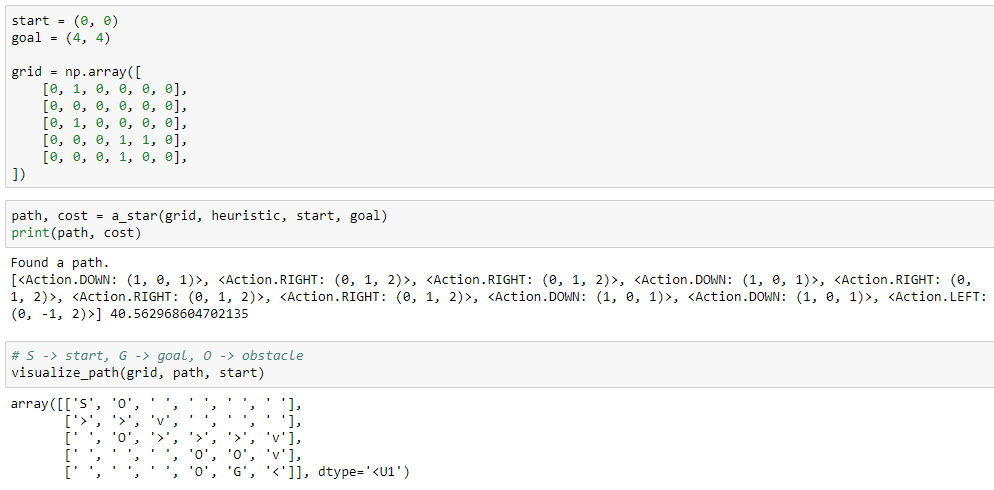 start = (0, 0)
goal = (4, 4)
grid = np.array([
    [0, 1, 0, 0, 0, 0],
    [0, 0, 0, 0, 0, 0],
    [0, 1, 0, 0, 0, 0],
    [0, 0, 0, 1, 1, 0],
    [0, 0, 0, 1, 0, 0],
])
path, cost = a_star(grid, heuristic, start, goal)
print(path, cost)
Found a path.
[<Action.DOWN: (1, 0, 1)>, <Action.RIGHT: (0, 1, 2)>, <Action.RIGHT: (0, 1, 2)>, <Action.DOWN: (1, 0, 1)>, <Action.RIGHT: (0,
1, 2)>, <Action.RIGHT: (0, 1, 2)>, <Action.RIGHT: (0, 1, 2)>, <Action.DOWN: (1, 0, 1)>, <Action.DOWN: (1, 0, 1)>, <Action.LEFT:
(0, -1, 2)>] 40.562968604702135
# S -> start, G -> goal, O -> obstacle
visualize_path(grid, path, start)
array([['S', 'O', ' ', ' ', ' ', ' '],
       ['>', '>', 'v', ' ', ' ', ' '],
       [' ', 'O', '>', '>', '>', 'v'],
       [' ', ' ', ' ', 'O', 'O', 'v'],
       [' ', ' ', ' ', 'O', 'G', '<']], dtype='<U1')